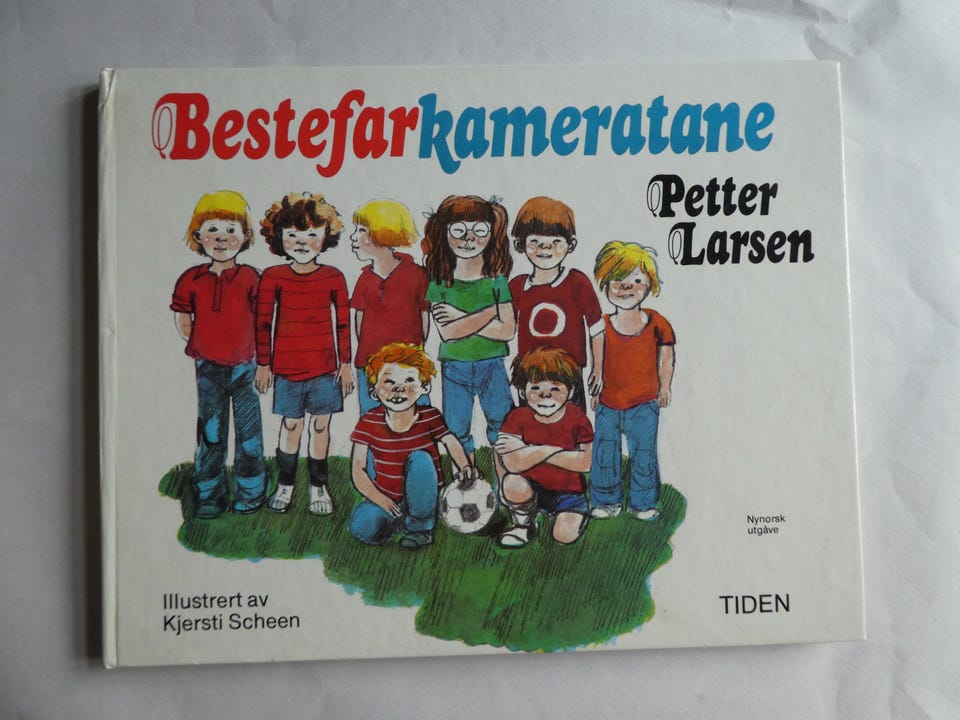 Bestefarkameratane
Petter
Larsen
Nynorsk
utgåve
Illustrert av
Kjersti Scheen
TIDEN